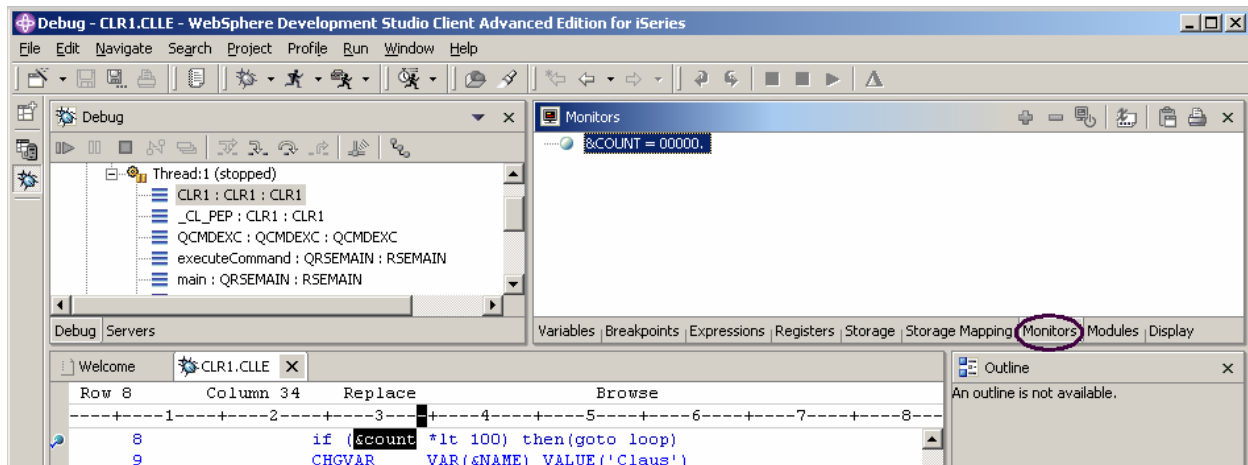 Debug - CLR1.CLLE - WebSphere Development Studio Client Advanced Edition for iSeries
File Edit Navigate Search Project Profile Run Window Help
Debug
Thread:1 (stopped)
CLR1 : CLR1 : CLR1
_CL_PEP : CLR1 : CLR1
QCMDEXC : QCMDEXC : QCMDEXC
executeCommand : QRSEMAIN : RSEMAIN
main : QRSEMAIN : RSEMAIN
Debug Servers
Monitors
&COUNT = 00000.
Variables Breakpoints Expressions Registers Storage Storage Mapping Monitors Modules Display
Welcome CLR1.CLLE
Row 8 Column 34 Replace Browse
----+----1----+----2----+----3----+----4----+----5----+----6----+----7----+----8---
8 if (&count *lt 100) then(goto loop)
9 CHGVAR VAR(&NAME) VALUE('Claus')
Outline
An outline is not available.